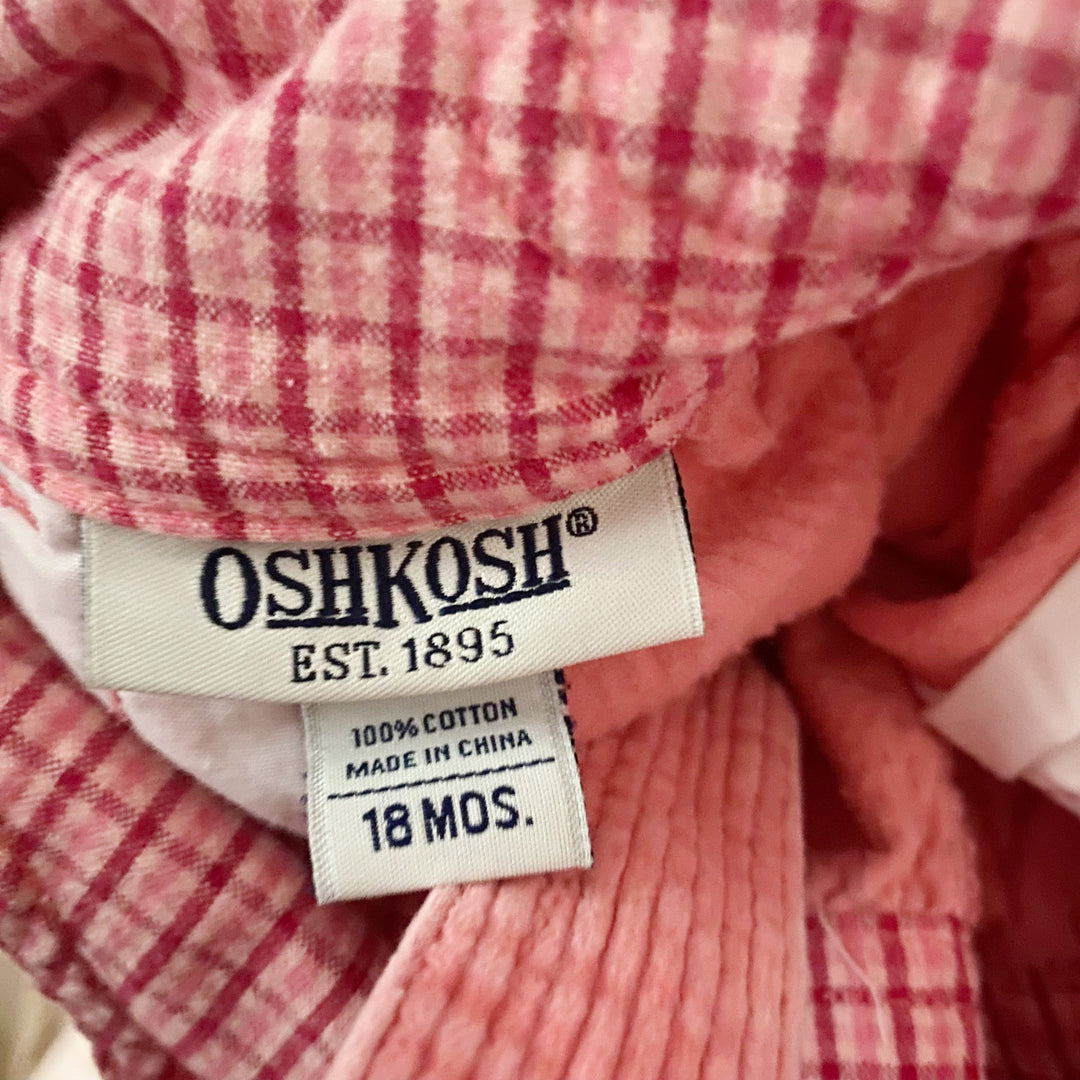 OSHKOSH®
EST. 1895
100% COTTON
MADE IN CHINA
18 MOS.